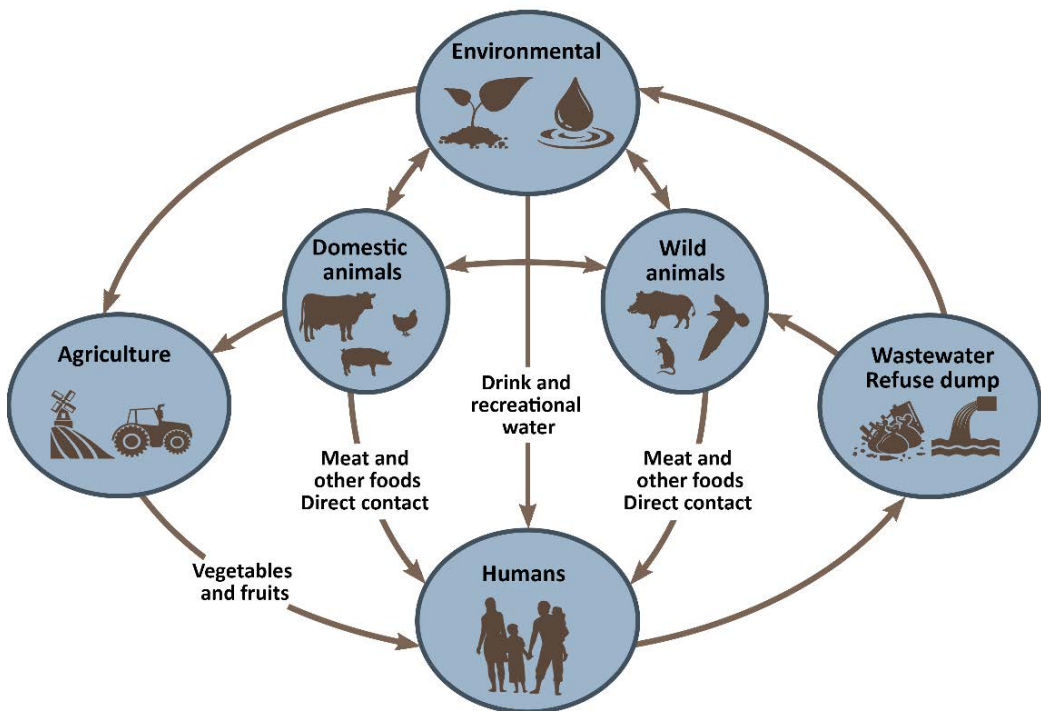 Environmental
Domestic
animals
Wild
animals
Agriculture
Wastewater
Refuse dump
Drink and
recreational
water
Meat and
other foods
Direct contact
Meat and
other foods
Direct contact
Vegetables
and fruits
Humans